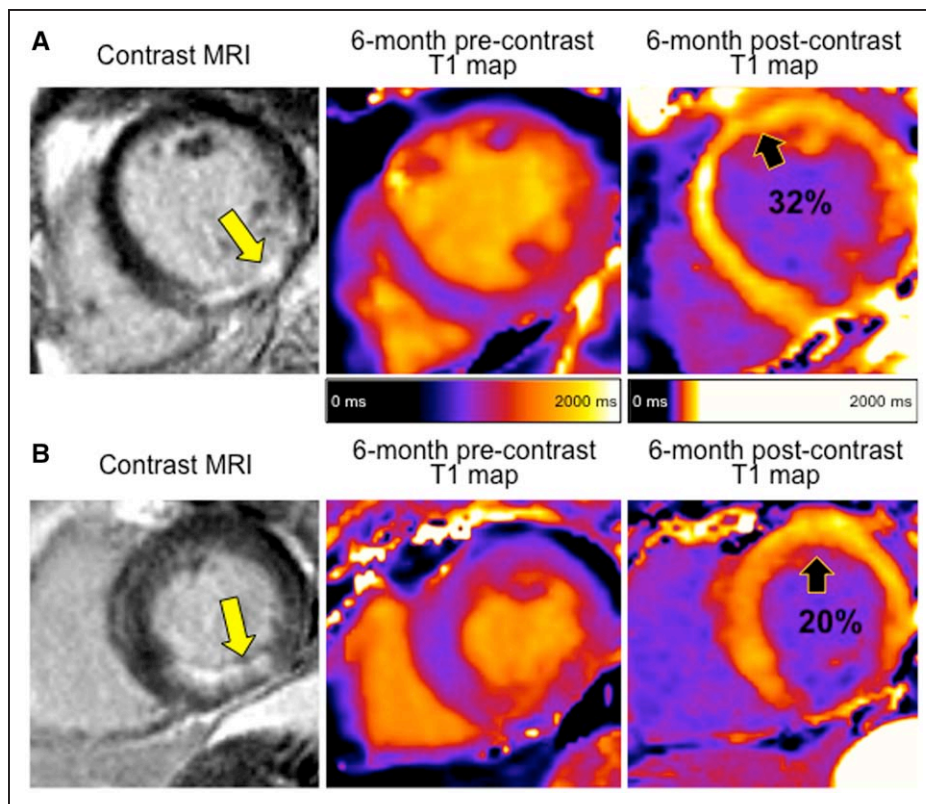 A
Contrast MRI
6-month pre-contrast
T1 map
6-month post-contrast
T1 map
32%
0 ms
2000 ms
0 ms
2000 ms
B
Contrast MRI
6-month pre-contrast
T1 map
6-month post-contrast
T1 map
20%